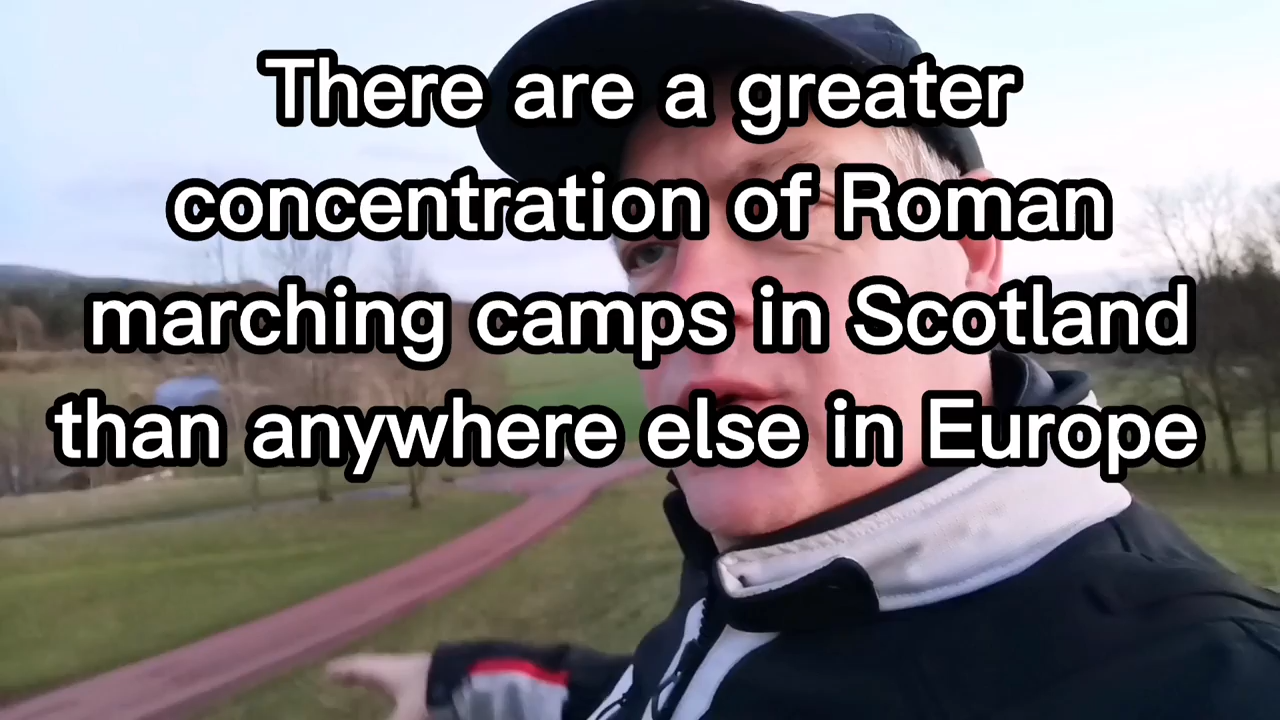 There are a greater
concentration of Roman
marching camps in Scotland
than anywhere else in Europe